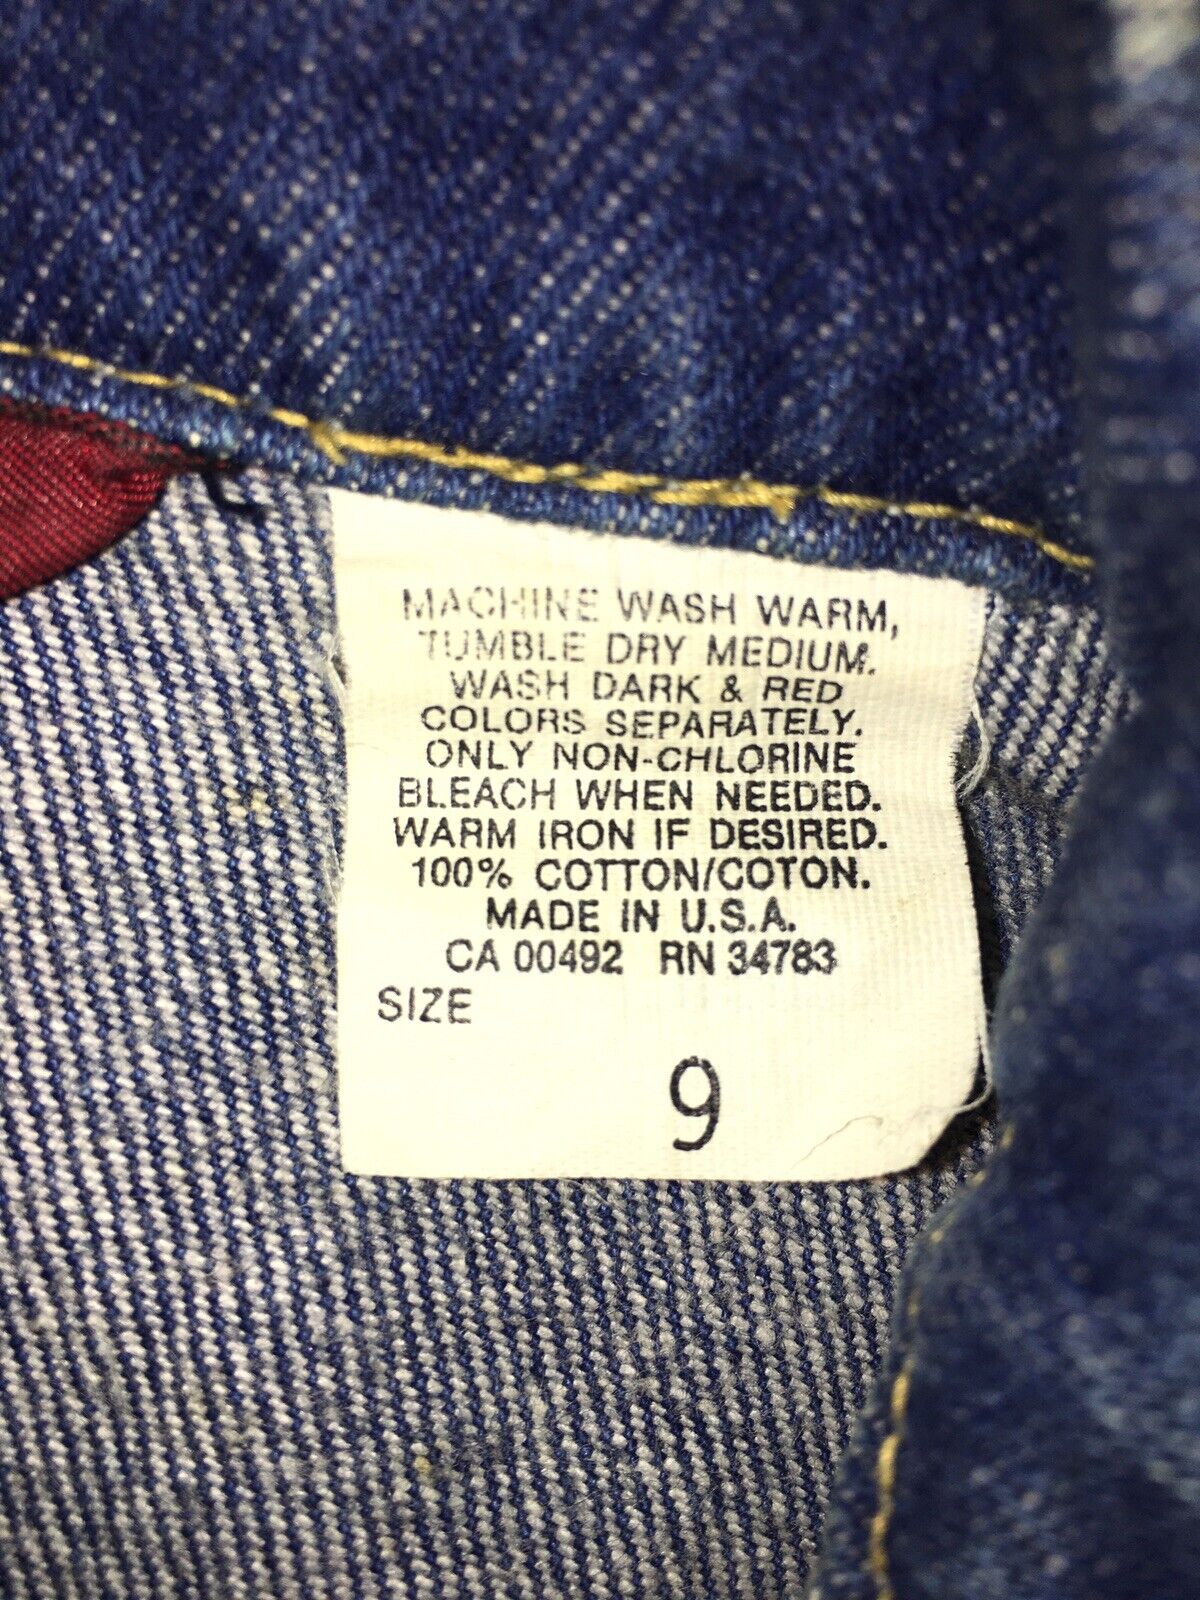 MACHINE WASH WARM,
TUMBLE DRY MEDIUM.
WASH DARK & RED
COLORS SEPARATELY.
ONLY NON-CHLORINE
BLEACH WHEN NEEDED.
WARM IRON IF DESIRED.
100% COTTON/COTON.
MADE IN U.S.A.
CA 00492 RN 34783
SIZE
9